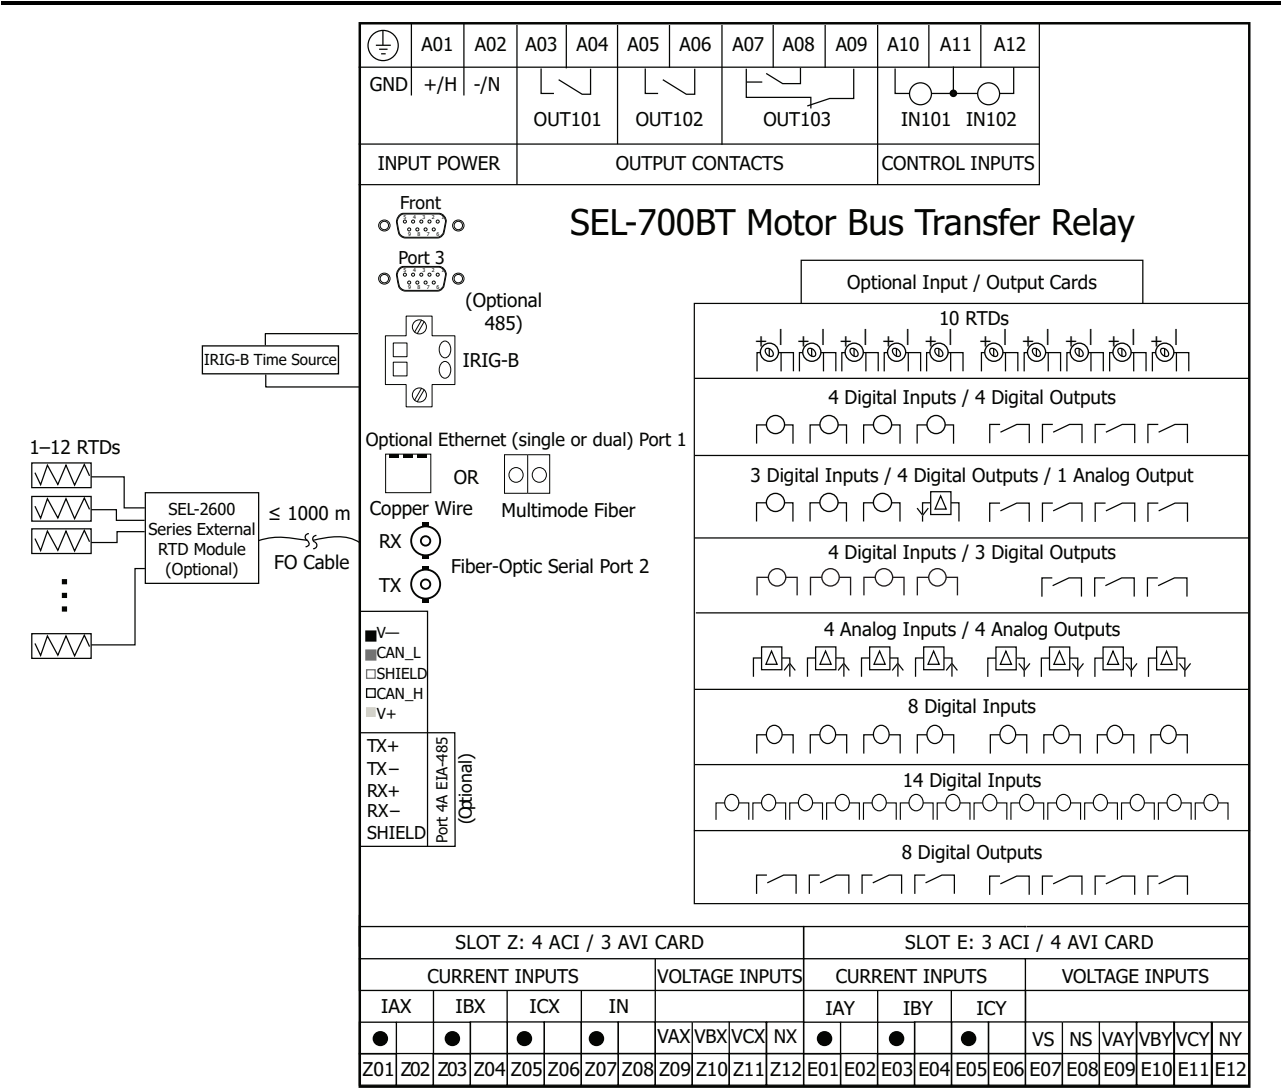 A01 A02 A03 A04 A05 A06 A07 A08 A09 A10 A11 A12
GND +/H -/N
OUT101 OUT102 OUT103 IN101 IN102
INPUT POWER OUTPUT CONTACTS CONTROL INPUTS
Front
SEL-700BT Motor Bus Transfer Relay
Port 3
(Optional
485)
IRIG-B Time Source
IRIG-B
Optional Ethernet (single or dual) Port 1
OR
Copper Wire Multimode Fiber
1–12 RTDs
SEL-2600
Series External
RTD Module
(Optional)
≤ 1000 m
FO Cable
RX
TX
Fiber-Optic Serial Port 2
V—
CAN_L
SHIELD
CAN_H
V+
TX+
TX–
RX+
RX–
SHIELD
Port 4A EIA-485
(Optional)
Optional Input / Output Cards
10 RTDs
+ + + + + + + + + +
4 Digital Inputs / 4 Digital Outputs
3 Digital Inputs / 4 Digital Outputs / 1 Analog Output
4 Digital Inputs / 3 Digital Outputs
4 Analog Inputs / 4 Analog Outputs
8 Digital Inputs
14 Digital Inputs
8 Digital Outputs
SLOT Z: 4 ACI / 3 AVI CARD SLOT E: 3 ACI / 4 AVI CARD
CURRENT INPUTS VOLTAGE INPUTS CURRENT INPUTS VOLTAGE INPUTS
IAX IBX ICX IN IAY IBY ICY
VAX VBX VCX NX VS NS VAY VBY VCY NY
Z01 Z02 Z03 Z04 Z05 Z06 Z07 Z08 Z09 Z10 Z11 Z12 E01 E02 E03 E04 E05 E06 E07 E08 E09 E10 E11 E12